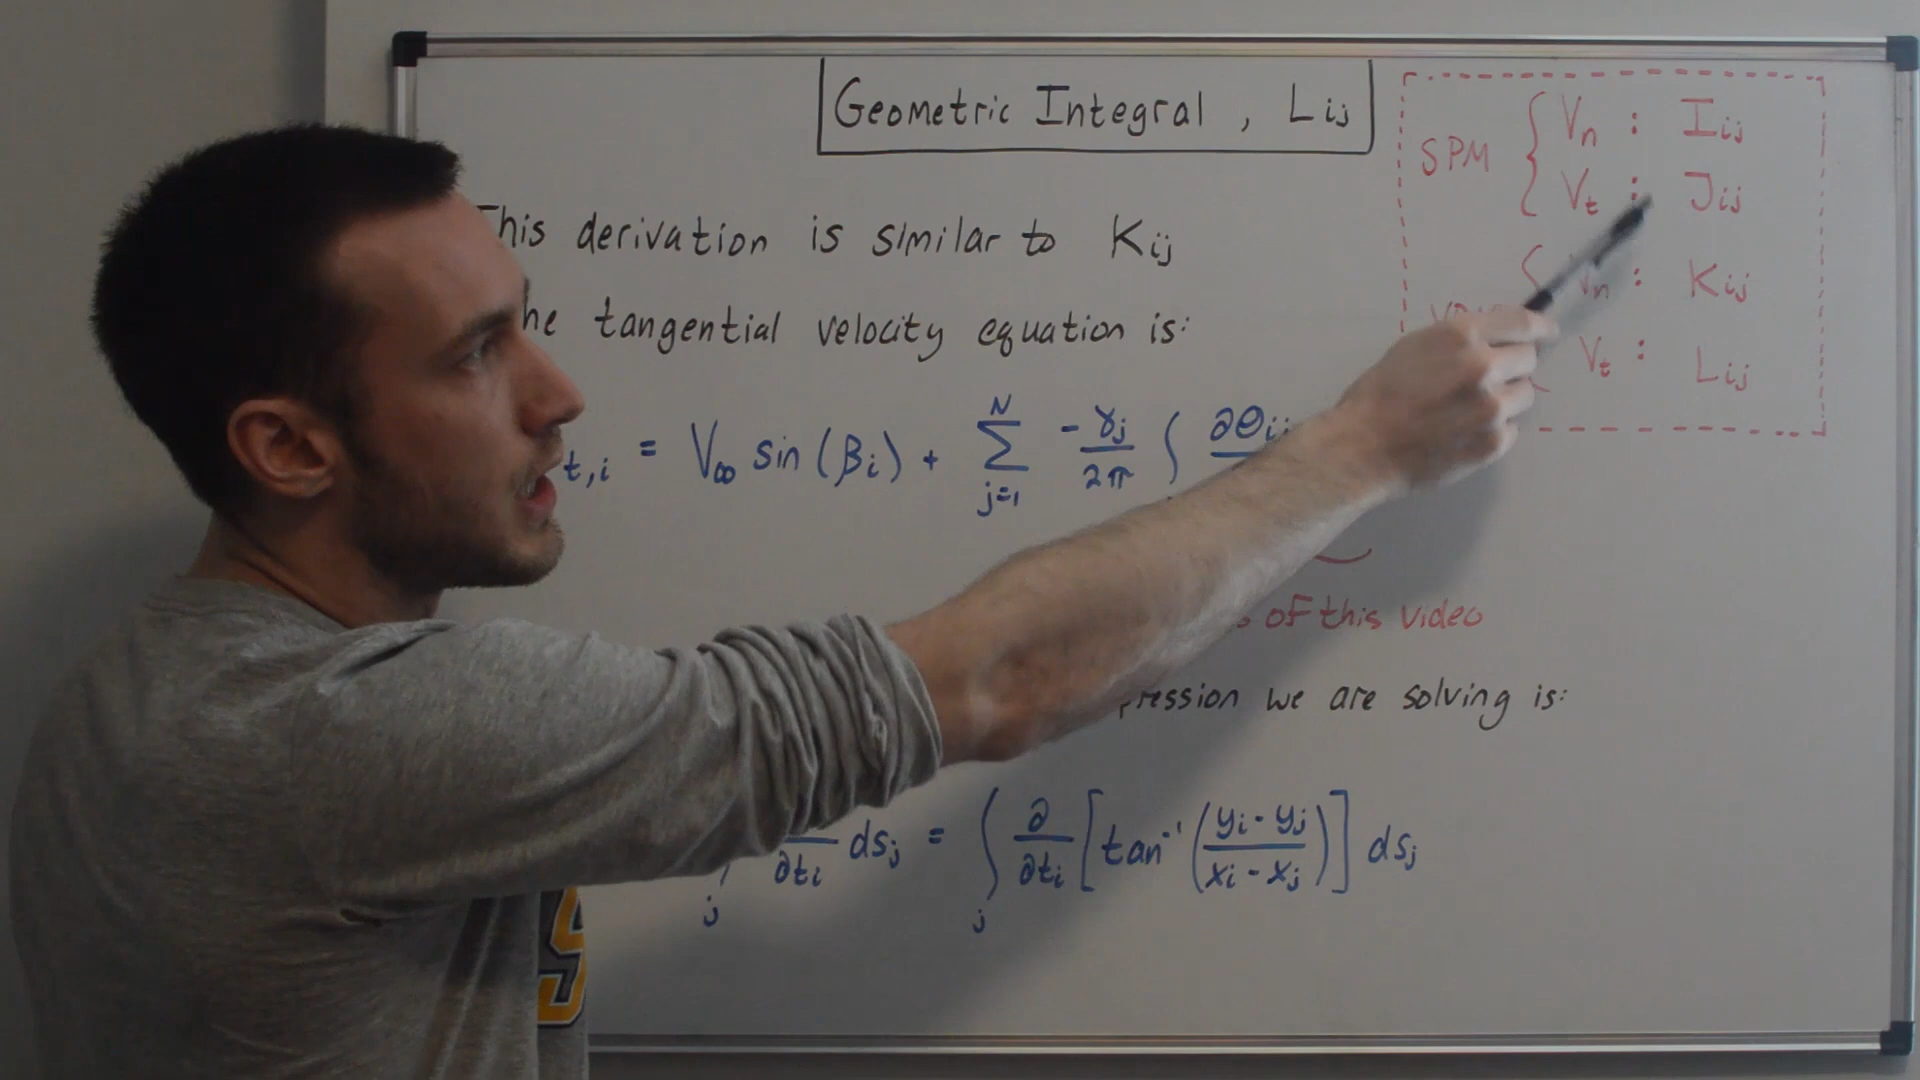 Geometric Integral, Lij
SPM { Vn : Iij
Vt : Jij
{ Vn : Kij
Vt : Lij
This derivation is similar to Kij
he tangential velocity equation is:
t,i = V∞ sin (βi) + Σ N j=1 -γj/2π ∫ ∂θij
of this video
ression we are solving is:
∫j /∂ti dsj = ∫j ∂/∂ti [tan⁻¹ (yi - yj / xi - xj)] dsj
S